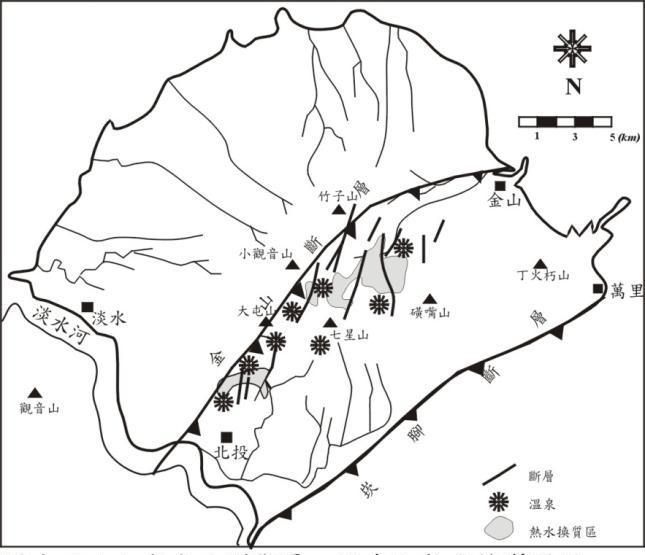 N
1 3 5 (km)
竹子山
金山
小觀音山
丁火朽山
萬里
大屯山
七星山
磺嘴山
淡水
淡水河
觀音山
北投
金山斷層
崁腳斷層
斷層
溫泉
熱水換質區